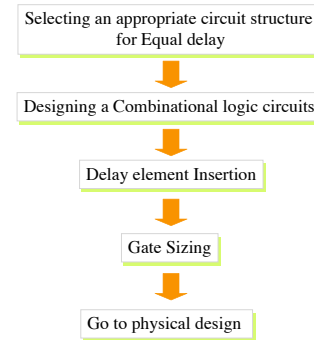 Selecting an appropriate circuit structure
for Equal delay
Designing a Combinational logic circuits
Delay element Insertion
Gate Sizing
Go to physical design